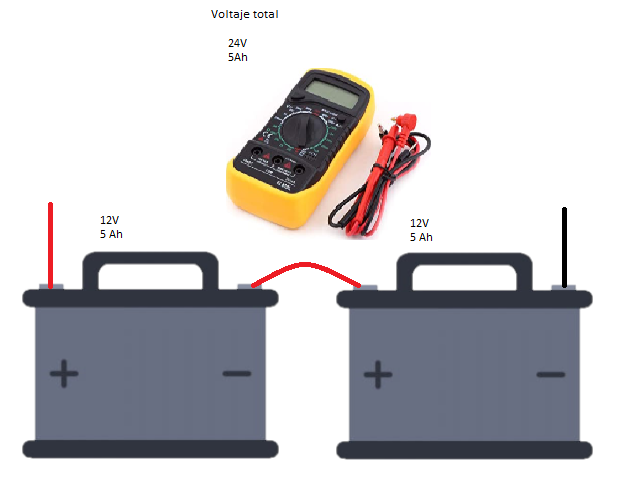 Voltaje total
24V
5Ah
12V
5 Ah
12V
5 Ah
+
−
+
−